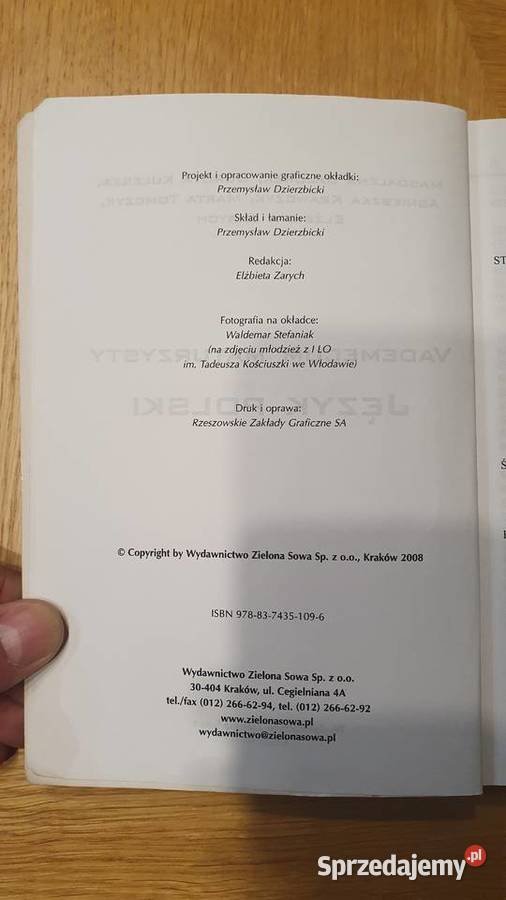 Projekt i opracowanie graficzne okładki:
Przemysław Dzierzbicki
Skład i łamanie:
Przemysław Dzierzbicki
Redakcja:
Elżbieta Zarych
Fotografia na okładce:
Waldemar Stefaniak
(na zdjęciu młodzież z I LO
im. Tadeusza Kościuszki we Włodawie)
Druk i oprawa:
Rzeszowskie Zakłady Graficzne SA
© Copyright by Wydawnictwo Zielona Sowa Sp. z o.o., Kraków 2008
ISBN 978-83-7435-109-6
Wydawnictwo Zielona Sowa Sp. z o.o.
30-404 Kraków, ul. Cegielniana 4A
tel./fax (012) 266-62-94, tel. (012) 266-62-92
www.zielonasowa.pl
wydawnictwo@zielonasowa.pl
ST
Sprzedajemy.pl